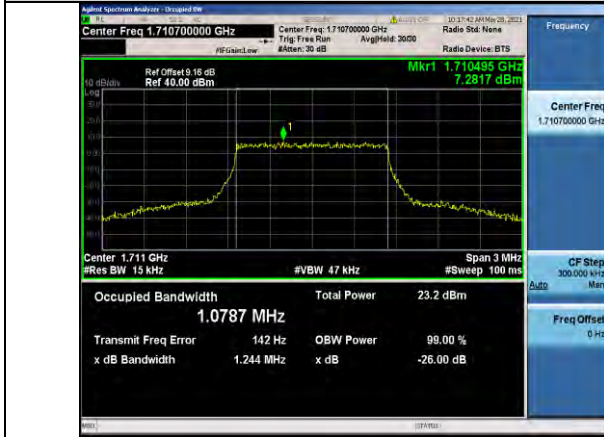 Agilent Spectrum Analyzer - Occupied BW
Center Freq 1.710700000 GHz
#IFGain:Low
Center Freq: 1.710700000 GHz
Trig: Free Run Avg|Hold: 30/30
#Atten: 30 dB
10:17:42 AM Mar 28, 2021
Radio Std: None
Radio Device: BTS
Frequency
Mkr1 1.710495 GHz
7.2817 dBm
Ref Offset 9.16 dB
10 dB/div Ref 40.00 dBm
Log
1
Center 1.711 GHz Span 3 MHz
#Res BW 15 kHz #VBW 47 kHz #Sweep 100 ms
Center Freq
1.710700000 GHz
CF Step
300.000 kHz
Auto Man
Freq Offset
0 Hz
Occupied Bandwidth Total Power 23.2 dBm
1.0787 MHz
Transmit Freq Error 142 Hz OBW Power 99.00 %
x dB Bandwidth 1.244 MHz x dB -26.00 dB
MSG STATUS